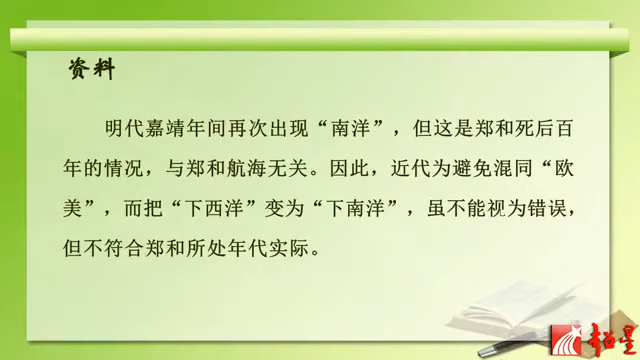 资料
明代嘉靖年间再次出现“南洋”，但这是郑和死后百
年的情况，与郑和航海无关。因此，近代为避免混同“欧
美”，而把“下西洋”变为“下南洋”，虽不能视为错误，
但不符合郑和所处年代实际。
超星